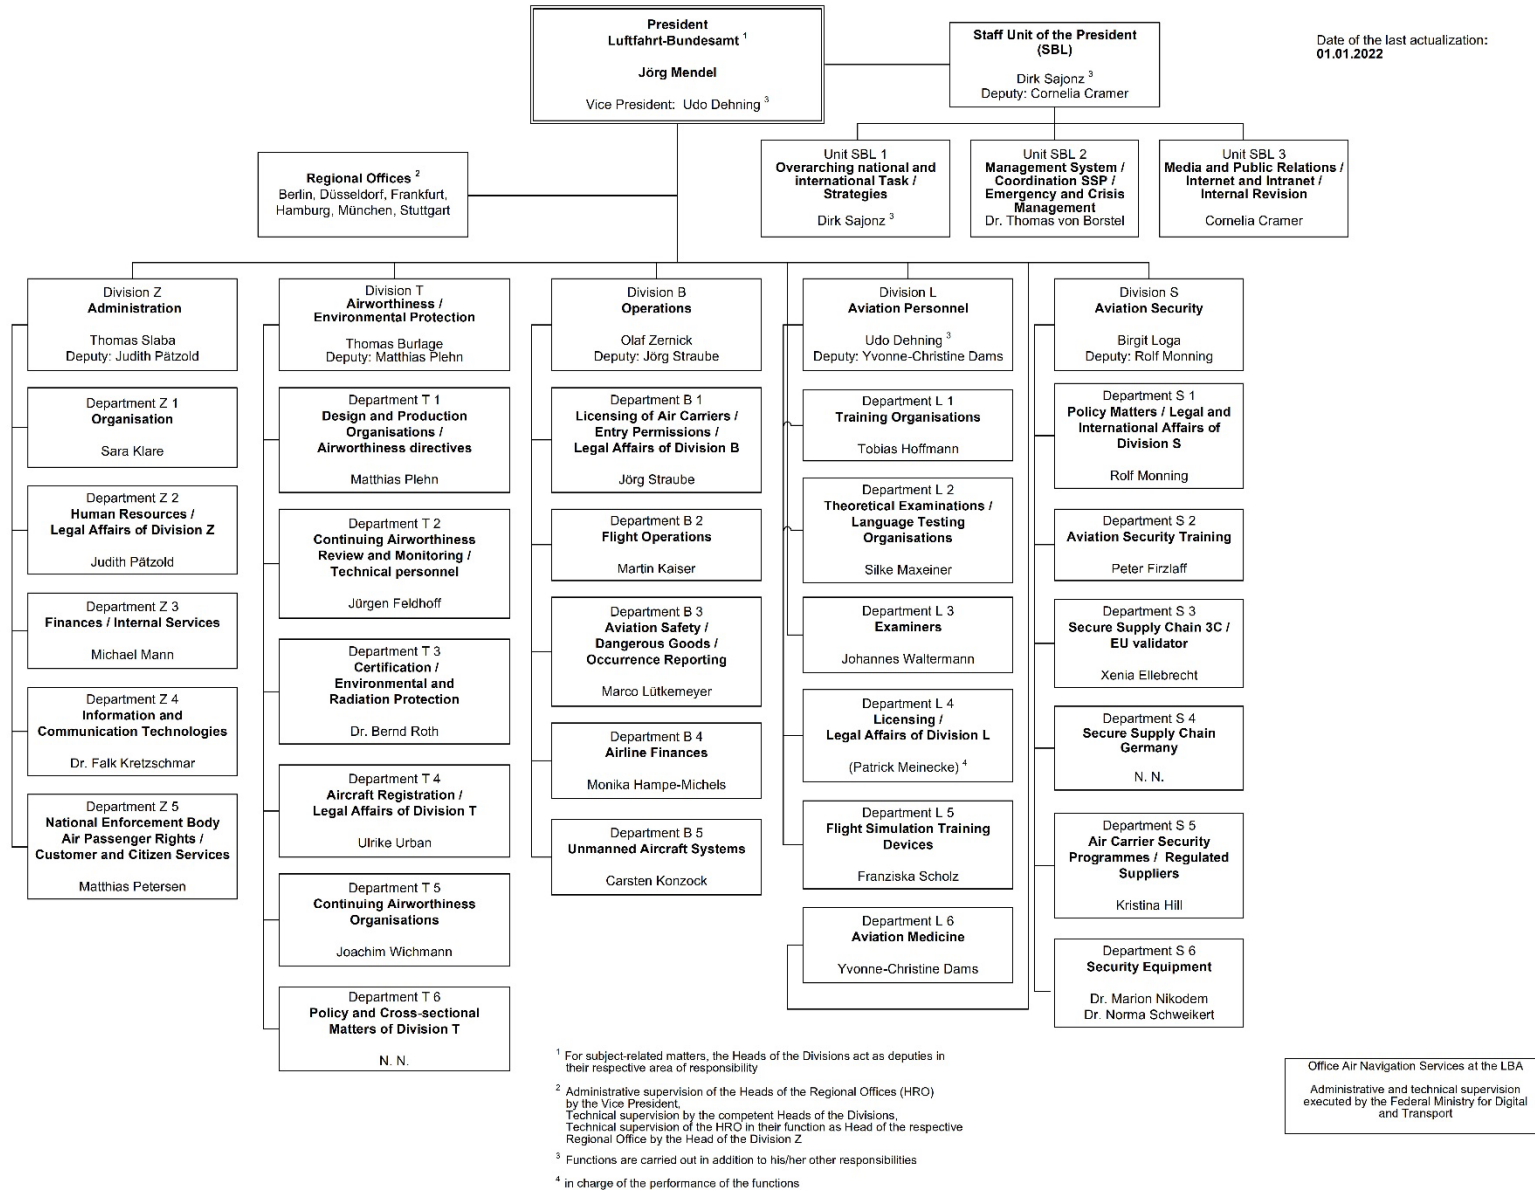 President
Luftfahrt-Bundesamt 1
Jörg Mendel
Vice President: Udo Dehning 3
Staff Unit of the President
(SBL)
Dirk Sajonz 3
Deputy: Cornelia Cramer
Date of the last actualization:
01.01.2022
Regional Offices 2
Berlin, Düsseldorf, Frankfurt,
Hamburg, München, Stuttgart
Unit SBL 1
Overarching national and
international Task /
Strategies
Dirk Sajonz 3
Unit SBL 2
Management System /
Coordination SSP /
Emergency and Crisis
Management
Dr. Thomas von Borstel
Unit SBL 3
Media and Public Relations /
Internet and Intranet /
Internal Revision
Cornelia Cramer
Division Z
Administration
Thomas Slaba
Deputy: Judith Pätzold
Department Z 1
Organisation
Sara Klare
Department Z 2
Human Resources /
Legal Affairs of Division Z
Judith Pätzold
Department Z 3
Finances / Internal Services
Michael Mann
Department Z 4
Information and
Communication Technologies
Dr. Falk Kretzschmar
Department Z 5
National Enforcement Body
Air Passenger Rights /
Customer and Citizen Services
Matthias Petersen
Division T
Airworthiness /
Environmental Protection
Thomas Burlage
Deputy: Matthias Plehn
Department T 1
Design and Production
Organisations /
Airworthiness directives
Matthias Plehn
Department T 2
Continuing Airworthiness
Review and Monitoring /
Technical personnel
Jürgen Feldhoff
Department T 3
Certification /
Environmental and
Radiation Protection
Dr. Bernd Roth
Department T 4
Aircraft Registration /
Legal Affairs of Division T
Ulrike Urban
Department T 5
Continuing Airworthiness
Organisations
Joachim Wichmann
Department T 6
Policy and Cross-sectional
Matters of Division T
N. N.
Division B
Operations
Olaf Zernick
Deputy: Jörg Straube
Department B 1
Licensing of Air Carriers /
Entry Permissions /
Legal Affairs of Division B
Jörg Straube
Department B 2
Flight Operations
Martin Kaiser
Department B 3
Aviation Safety /
Dangerous Goods /
Occurrence Reporting
Marco Lütkemeyer
Department B 4
Airline Finances
Monika Hampe-Michels
Department B 5
Unmanned Aircraft Systems
Carsten Konzock
Division L
Aviation Personnel
Udo Dehning 3
Deputy: Yvonne-Christine Dams
Department L 1
Training Organisations
Tobias Hoffmann
Department L 2
Theoretical Examinations /
Language Testing
Organisations
Silke Maxeiner
Department L 3
Examiners
Johannes Waltermann
Department L 4
Licensing /
Legal Affairs of Division L
(Patrick Meinecke) 4
Department L 5
Flight Simulation Training
Devices
Franziska Scholz
Department L 6
Aviation Medicine
Yvonne-Christine Dams
Division S
Aviation Security
Birgit Loga
Deputy: Rolf Monning
Department S 1
Policy Matters / Legal and
International Affairs of
Division S
Rolf Monning
Department S 2
Aviation Security Training
Peter Firzlaff
Department S 3
Secure Supply Chain 3C /
EU validator
Xenia Ellebrecht
Department S 4
Secure Supply Chain
Germany
N. N.
Department S 5
Air Carrier Security
Programmes / Regulated
Suppliers
Kristina Hill
Department S 6
Security Equipment
Dr. Marion Nikodem
Dr. Norma Schweikert
1 For subject-related matters, the Heads of the Divisions act as deputies in
their respective area of responsibility
2 Administrative supervision of the Heads of the Regional Offices (HRO)
by the Vice President,
Technical supervision by the competent Heads of the Divisions,
Technical supervision of the HRO in their function as Head of the respective
Regional Office by the Head of the Division Z
3 Functions are carried out in addition to his/her other responsibilities
4 in charge of the performance of the functions
Office Air Navigation Services at the LBA
Administrative and technical supervision
executed by the Federal Ministry for Digital
and Transport